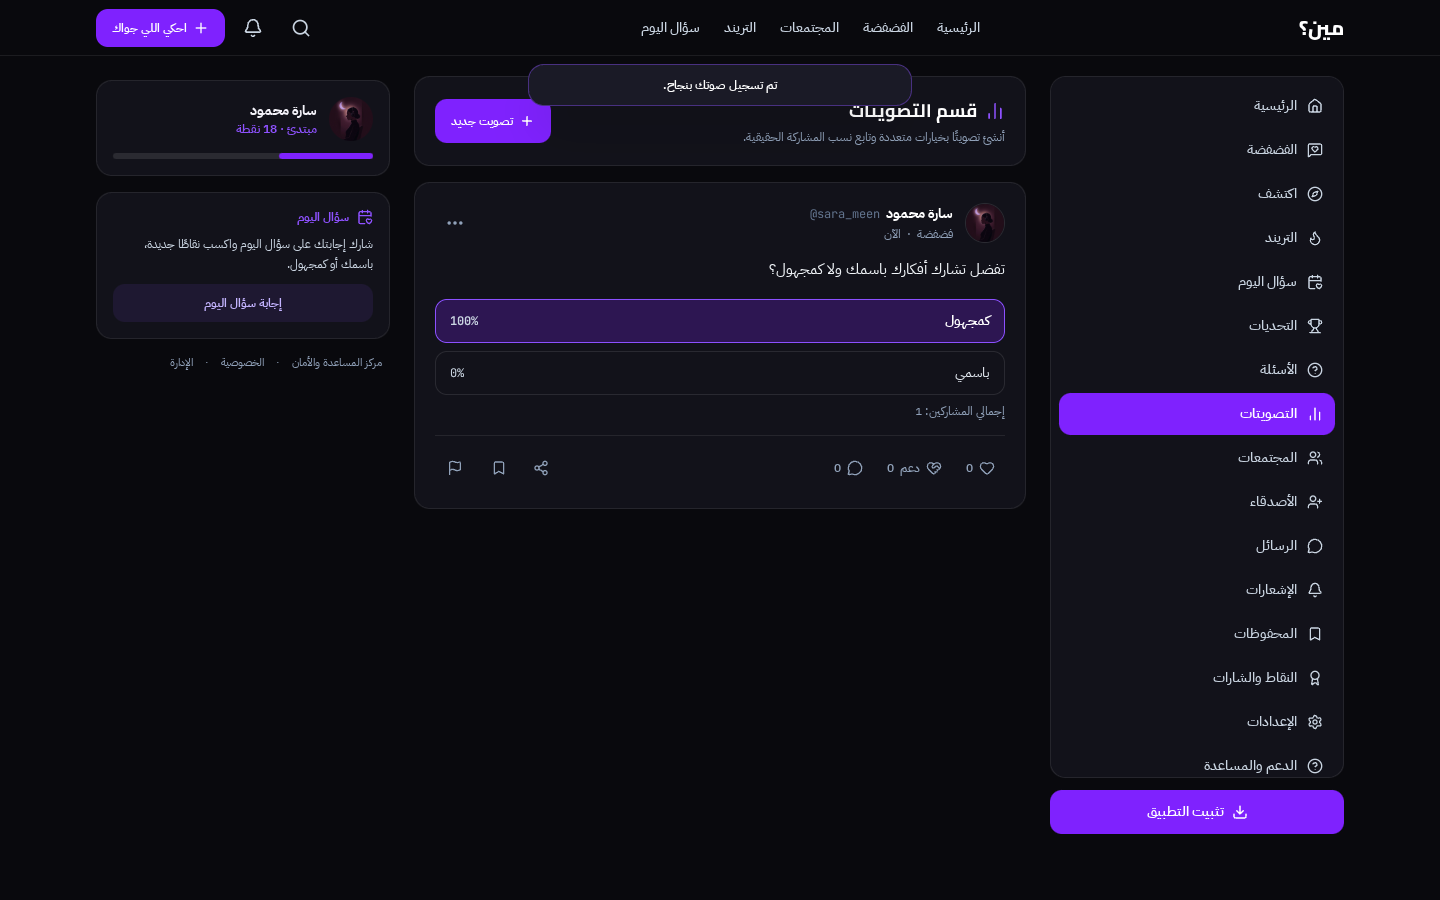 مين؟
الرئيسية
الفضفضة
المجتمعات
التريند
سؤال اليوم
احكي اللي جواك
تم تسجيل صوتك بنجاح.
الرئيسية
الفضفضة
اكتشف
التريند
سؤال اليوم
التحديات
الأسئلة
التصويتات
المجتمعات
الأصدقاء
الرسائل
الإشعارات
المحفوظات
النقاط والشارات
الإعدادات
الدعم والمساعدة
تثبيت التطبيق
قسم التصويتات
أنشئ تصويتًا بخيارات متعددة وتابع نسب المشاركة الحقيقية.
تصويت جديد
سارة محمود @sara_meen
فضفضة · الآن
تفضل تشارك أفكارك باسمك ولا كمجهول؟
كمجهول 100%
باسمي 0%
إجمالي المشاركين: 1
0
دعم 0
0
سارة محمود
مبتدئ · 18 نقطة
سؤال اليوم
شارك إجابتك على سؤال اليوم واكسب نقاطًا جديدة،
باسمك أو كمجهول.
إجابة سؤال اليوم
مركز المساعدة والأمان · الخصوصية · الإدارة